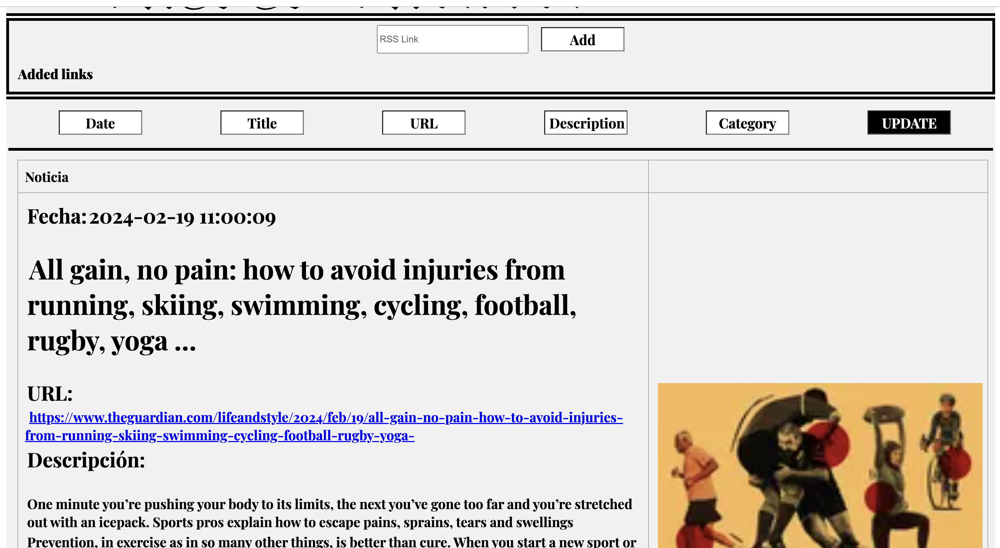 RSS Link
Add
Added links
Date
Title
URL
Description
Category
UPDATE
Noticia
Fecha: 2024-02-19 11:00:09
All gain, no pain: how to avoid injuries from
running, skiing, swimming, cycling, football,
rugby, yoga ...
URL:
https://www.theguardian.com/lifeandstyle/2024/feb/19/all-gain-no-pain-how-to-avoid-injuries-
from-running-skiing-swimming-cycling-football-rugby-yoga-
Descripción:
One minute you’re pushing your body to its limits, the next you’ve gone too far and you’re stretched
out with an icepack. Sports pros explain how to escape pains, sprains, tears and swellings
Prevention, in exercise as in so many other things, is better than cure. When you start a new sport or